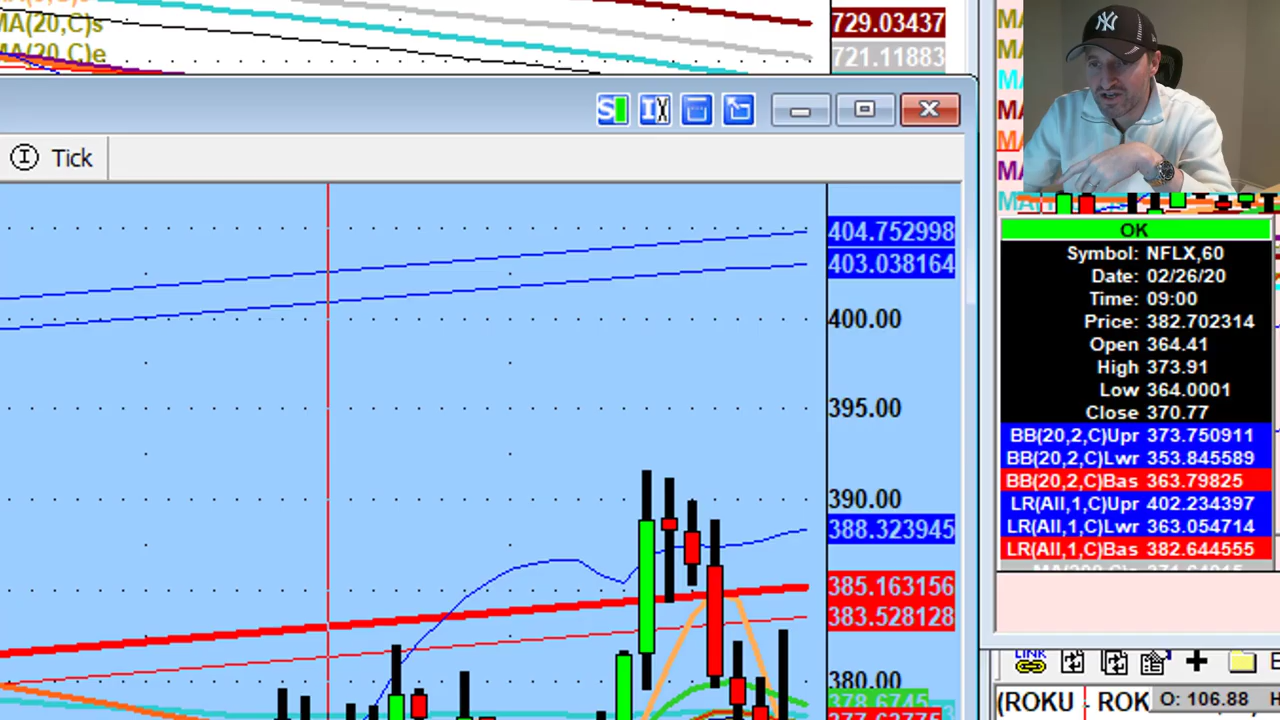 MA(20,C)s
MA(20,C)e
729.03437
721.11883
Tick
404.752998
403.038164
400.00
395.00
390.00
388.323945
385.163156
383.528128
380.00
378.6745
OK
Symbol: NFLX,60
Date: 02/26/20
Time: 09:00
Price: 382.702314
Open 364.41
High 373.91
Low 364.0001
Close 370.77
BB(20,2,C)Upr 373.750911
BB(20,2,C)Lwr 353.845589
BB(20,2,C)Bas 363.79825
LR(All,1,C)Upr 402.234397
LR(All,1,C)Lwr 363.054714
LR(All,1,C)Bas 382.644555
LINK
(ROKU - ROK
O: 106.88